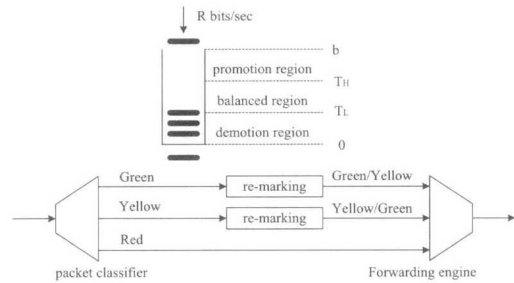 R bits/sec
b
promotion region
TH
balanced region
TL
demotion region
0
Green
re-marking
Green/Yellow
Yellow
re-marking
Yellow/Green
Red
packet classifier
Forwarding engine